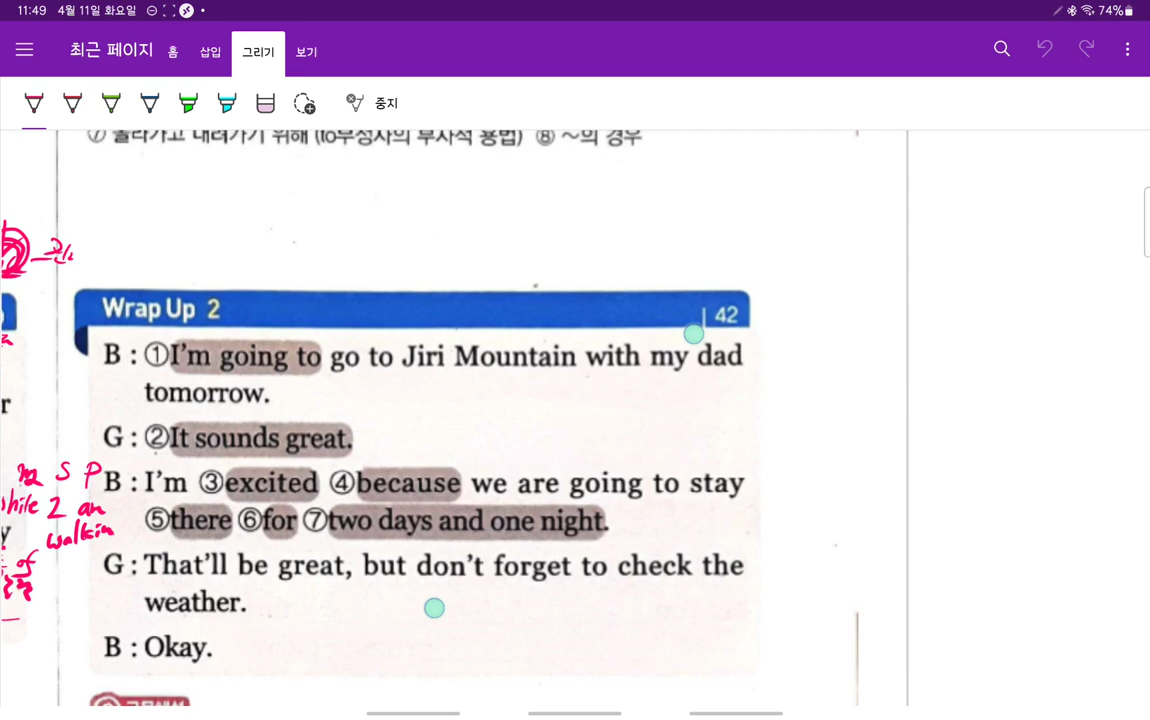 11:49 4월 11일 화요일 74%
최근 페이지 홈 삽입 그리기 보기
중지
⑦ 올라가고 내려가기 위해 (to부정사의 부사적 용법) ⑧ ~의 경우
Wrap Up 2 42
B : ①I'm going to go to Jiri Mountain with my dad
tomorrow.
G : ②It sounds great.
B : I'm ③excited ④because we are going to stay
⑤there ⑥for ⑦two days and one night.
G : That'll be great, but don't forget to check the
weather.
B : Okay.
r
S P
hile 2 an
y walkin
of